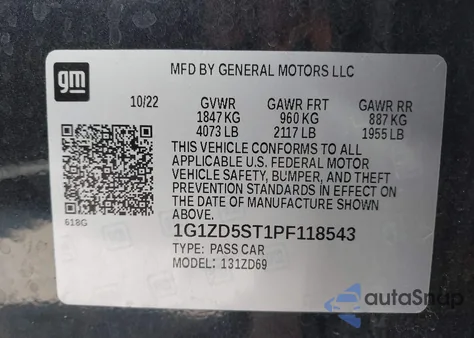 gm
MFD BY GENERAL MOTORS LLC
10/22 GVWR GAWR FRT GAWR RR
1847 KG 960 KG 887 KG
4073 LB 2117 LB 1955 LB
THIS VEHICLE CONFORMS TO ALL
APPLICABLE U.S. FEDERAL MOTOR
VEHICLE SAFETY, BUMPER, AND THEFT
PREVENTION STANDARDS IN EFFECT ON
THE DATE OF MANUFACTURE SHOWN ABOVE.
618G
1G1ZD5ST1PF118543
TYPE: PASS CAR
MODEL: 131ZD69
autoSnap